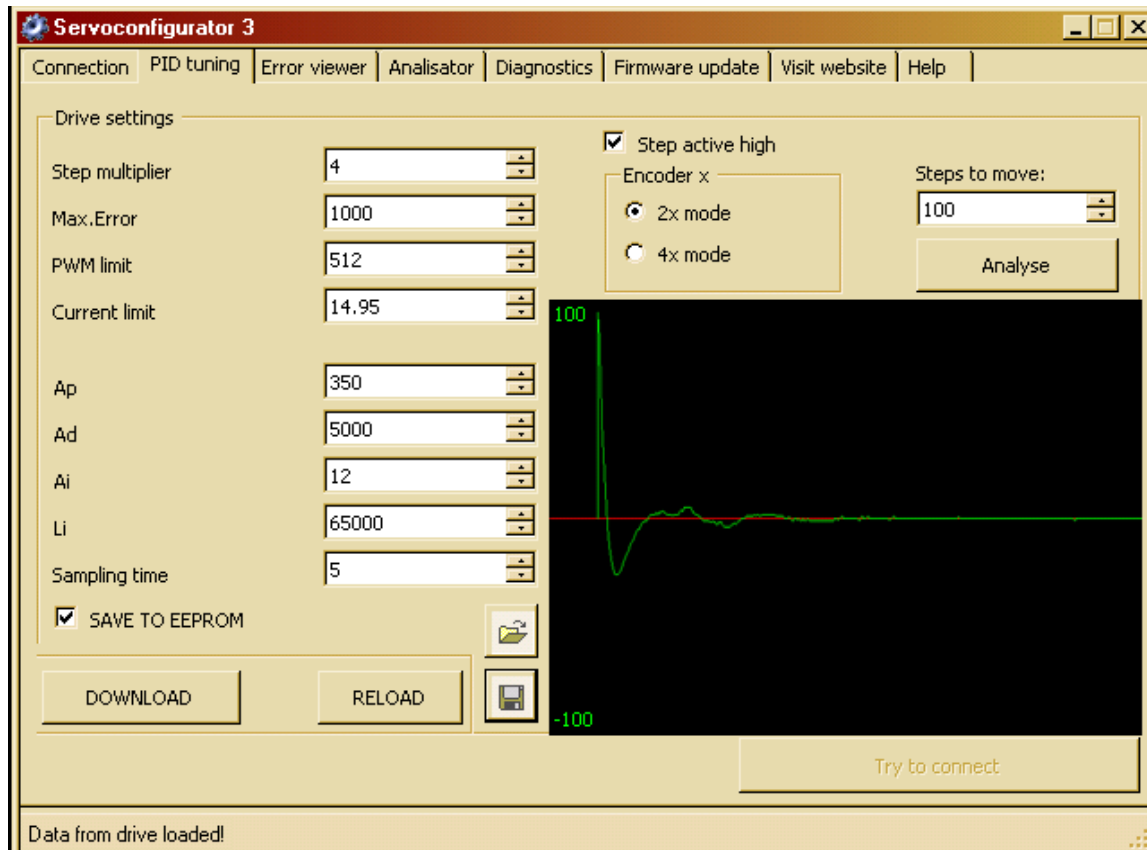 Servoconfigurator 3
Connection PID tuning Error viewer Analisator Diagnostics Firmware update Visit website Help
Drive settings
Step multiplier 4
Max.Error 1000
PWM limit 512
Current limit 14.95
Ap 350
Ad 5000
Ai 12
Li 65000
Sampling time 5
SAVE TO EEPROM
DOWNLOAD RELOAD
Step active high
Encoder x
2x mode
4x mode
Steps to move:
100
Analyse
100
-100
Try to connect
Data from drive loaded!